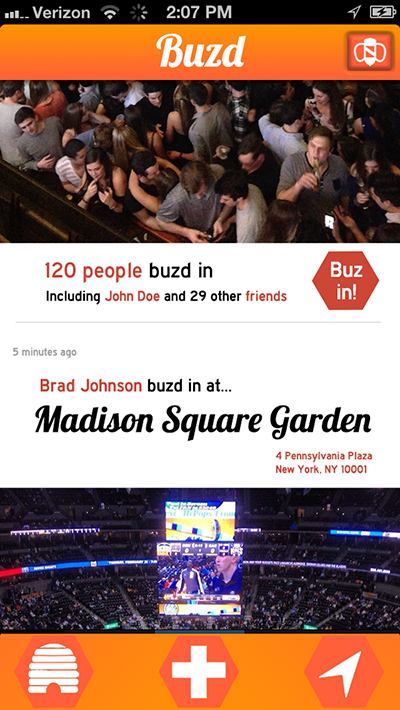 Verizon 2:07 PM
Buzd
120 people buzd in
Including John Doe and 29 other friends
Buz
in!
5 minutes ago
Brad Johnson buzd in at...
Madison Square Garden
4 Pennsylvania Plaza
New York, NY 10001